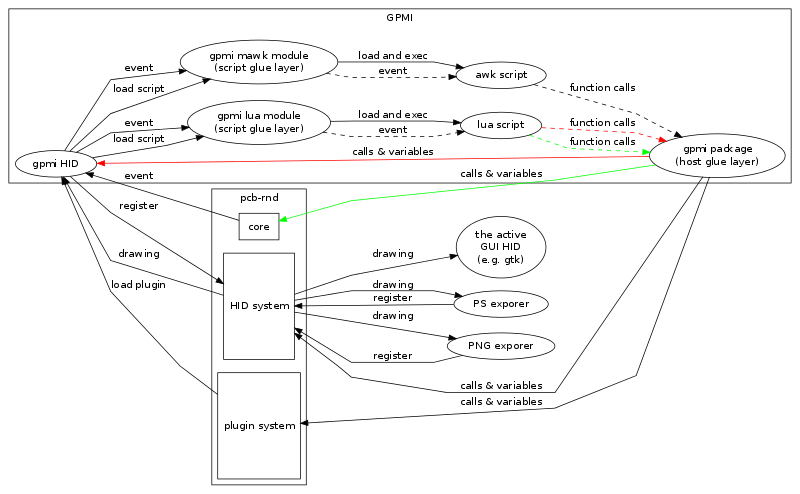 GPMI
gpmi mawk module
(script glue layer)
load and exec
event
event
load script
awk script
function calls
gpmi lua module
(script glue layer)
load and exec
event
event
load script
lua script
function calls
function calls
gpmi HID
gpmi package
(host glue layer)
calls & variables
calls & variables
event
pcb-rnd
core
register
drawing
load plugin
HID system
drawing
the active
GUI HID
(e.g. gtk)
drawing
register
PS exporer
drawing
PNG exporer
register
calls & variables
calls & variables
plugin system